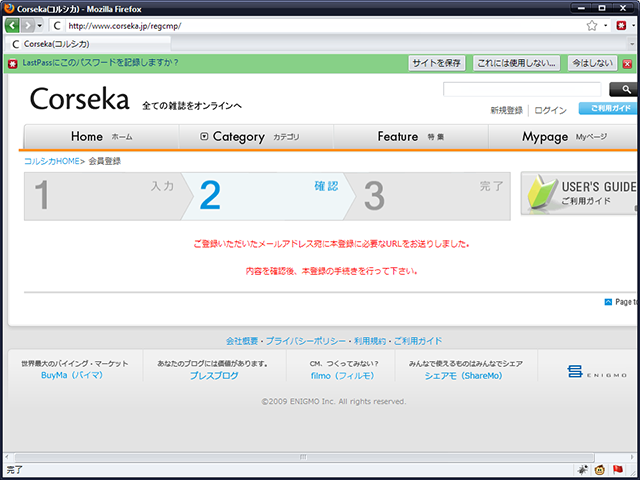 Corseka(コルシカ) - Mozilla Firefox
http://www.corseka.jp/regcmp/
Corseka(コルシカ)
LastPassにこのパスワードを記録しますか？ サイトを保存 これには使用しない... 今はしない
Corseka 全ての雑誌をオンラインへ
新規登録 ログイン ご利用ガイド
Home ホーム Category カテゴリ Feature 特集 Mypage Myページ
コルシカHOME> 会員登録
1 入力 2 確認 3 完了
USER'S GUIDE
ご利用ガイド
ご登録いただいたメールアドレス宛に本登録に必要なURLをお送りしました。
内容を確認後、本登録の手続きを行って下さい。
Page to
会社概要・プライバシーポリシー・利用規約・ご利用ガイド
世界最大のバイイング・マーケット あなたのブログには価値があります。 CM、つくってみない？ みんなで使えるものはみんなでシェア
BuyMa（バイマ） プレスブログ filmo（フィルモ） シェアモ（ShareMo）
ENIGMO
©2009 ENIGMO Inc. All rights reserved.
完了